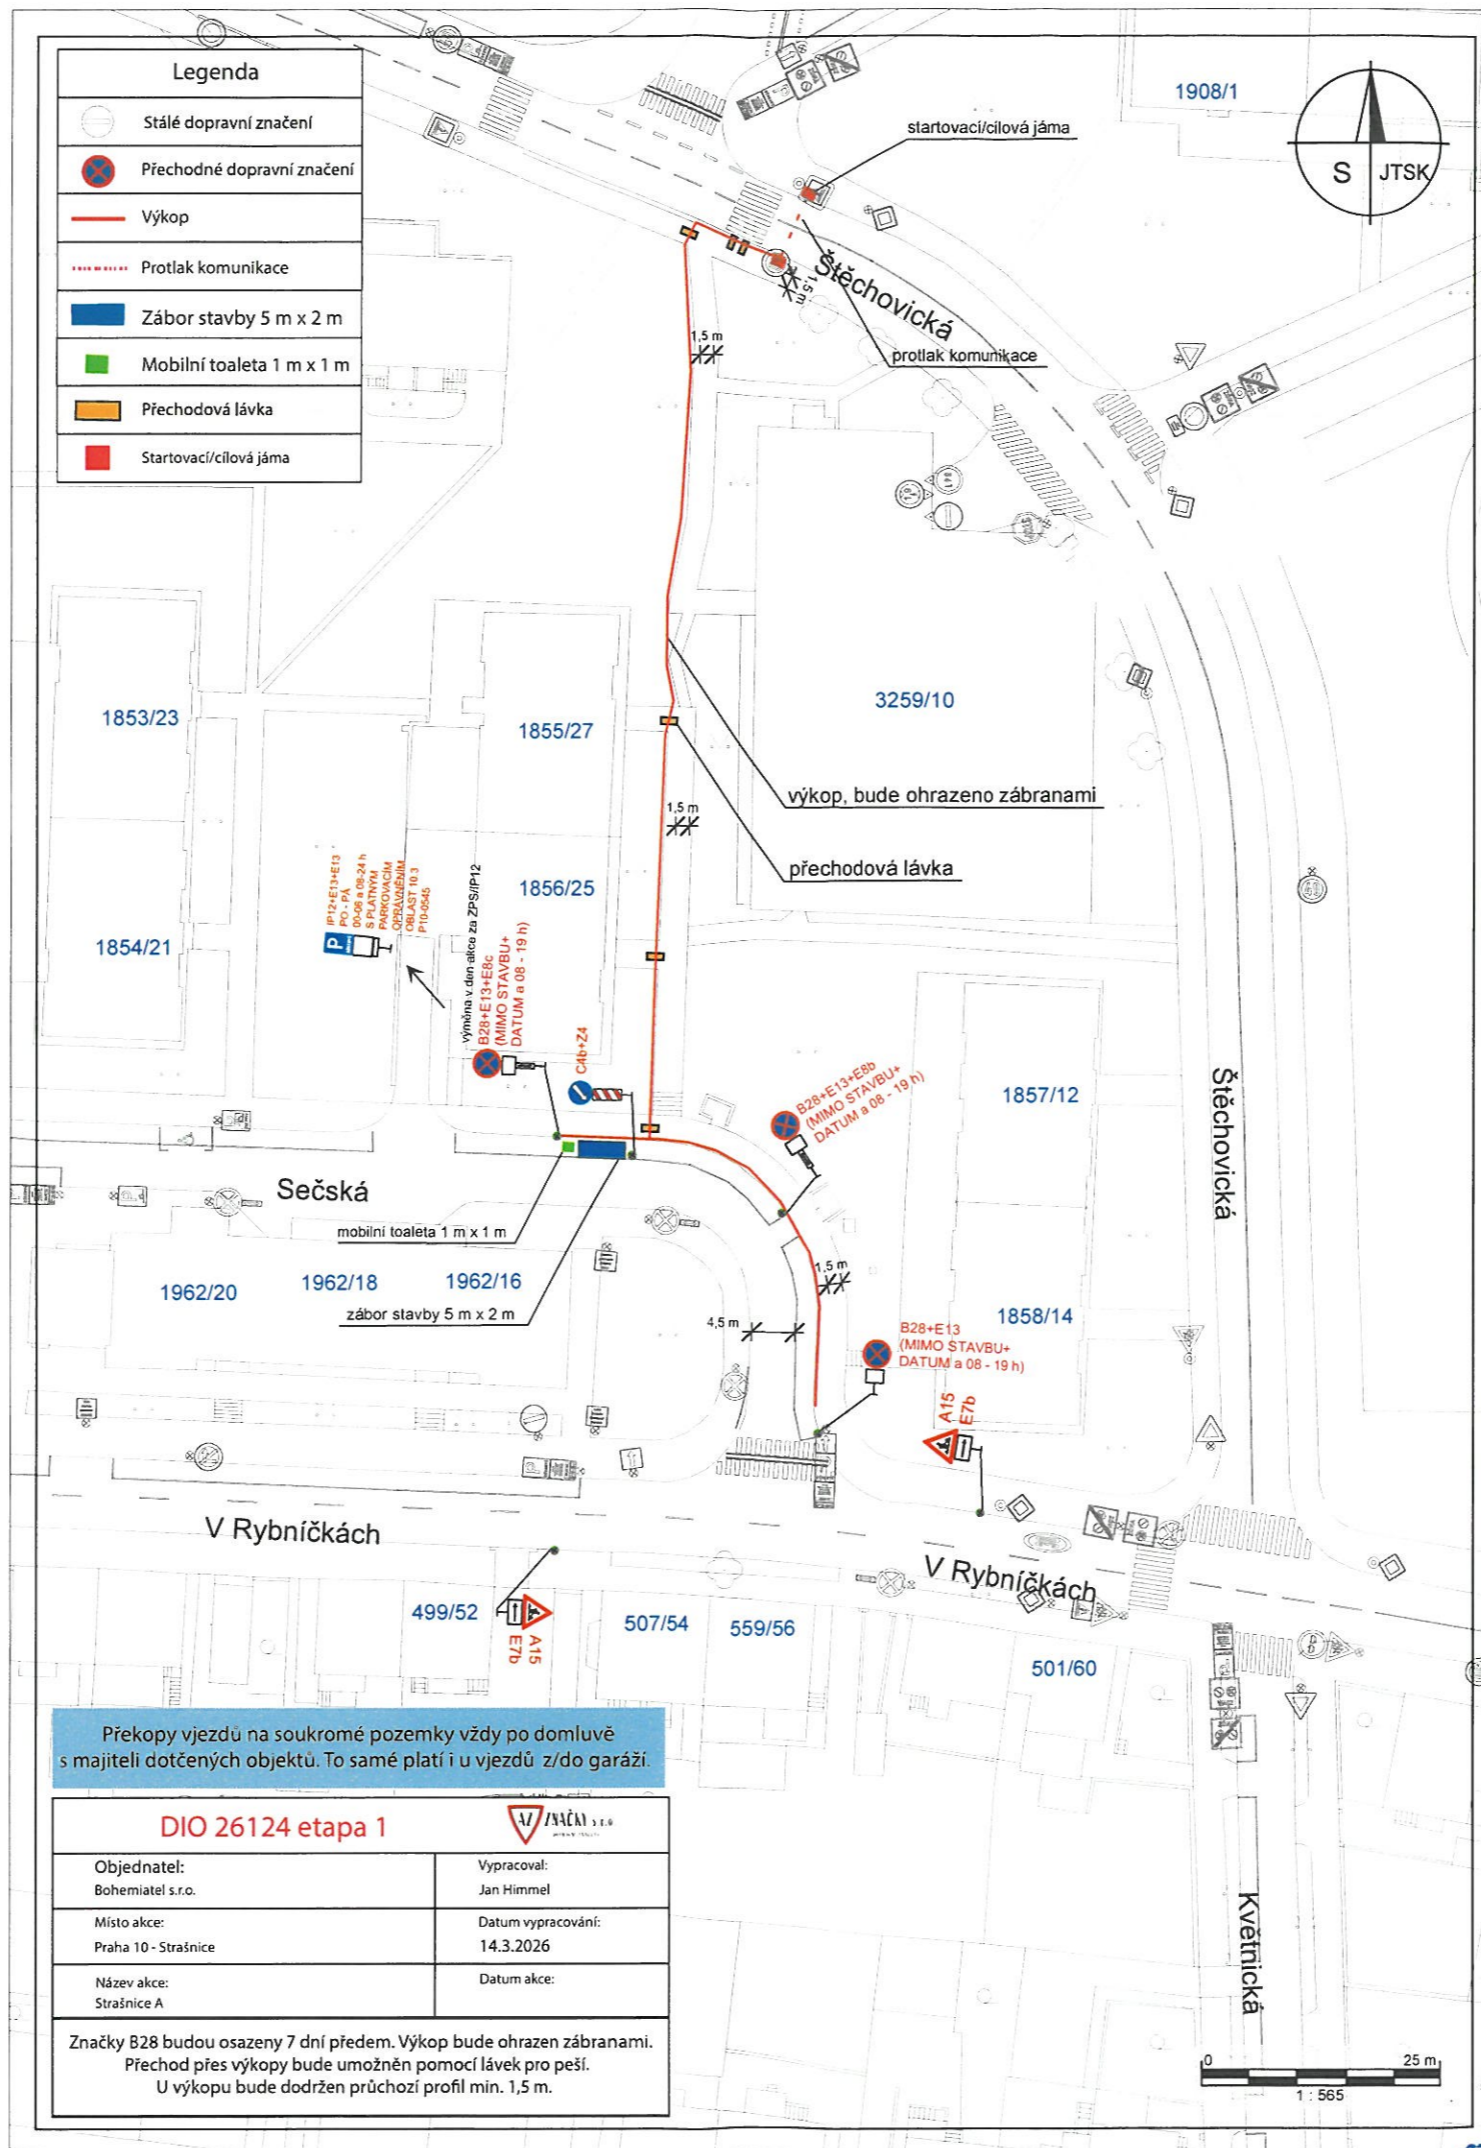 Legenda
Stálé dopravní značení
Přechodné dopravní značení
Výkop
Protlak komunikace
Zábor stavby 5 m x 2 m
Mobilní toaleta 1 m x 1 m
Přechodová lávka
Startovací/cílová jáma
1908/1
S JTSK
startovací/cílová jáma
Štěchovická
1,5 m
protlak komunikace
1,5 m
1853/23
1855/27
3259/10
výkop, bude ohrazeno zábranami
1,5 m
přechodová lávka
1854/21
1856/25
IP12+E13+E13
PO - PÁ
00-06 a 08-24 h
S PLATNÝM
PARKOVACÍM
OPRÁVNĚNÍM
OBLAST 10.3
P10-0545
P
výměna v den akce za ZPS/IP12
B28+E13+E8c
(MIMO STAVBU+
DATUM a 08 - 19 h)
C4b+Z4
B28+E13+E8b
(MIMO STAVBU+
DATUM a 08 - 19 h)
1857/12
Štěchovická
Sečská
mobilní toaleta 1 m x 1 m
1962/20
1962/18
1962/16
zábor stavby 5 m x 2 m
1,5 m
4,5 m
1858/14
B28+E13
(MIMO STAVBU+
DATUM a 08 - 19 h)
A15
E7b
V Rybníčkách
V Rybníčkách
499/52
A15
E7b
507/54
559/56
501/60
Květnická
Překopy vjezdů na soukromé pozemky vždy po domluvě
s majiteli dotčených objektů. To samé platí i u vjezdů z/do garáží.
DIO 26124 etapa 1
AZ ZNAČKY s.r.o.
Objednatel:
Bohemiatel s.r.o.
Vypracoval:
Jan Himmel
Místo akce:
Praha 10 - Strašnice
Datum vypracování:
14.3.2026
Název akce:
Strašnice A
Datum akce:
Značky B28 budou osazeny 7 dní předem. Výkop bude ohrazen zábranami.
Přechod přes výkopy bude umožněn pomocí lávek pro peší.
U výkopu bude dodržen průchozí profil min. 1,5 m.
0 25 m
1 : 565